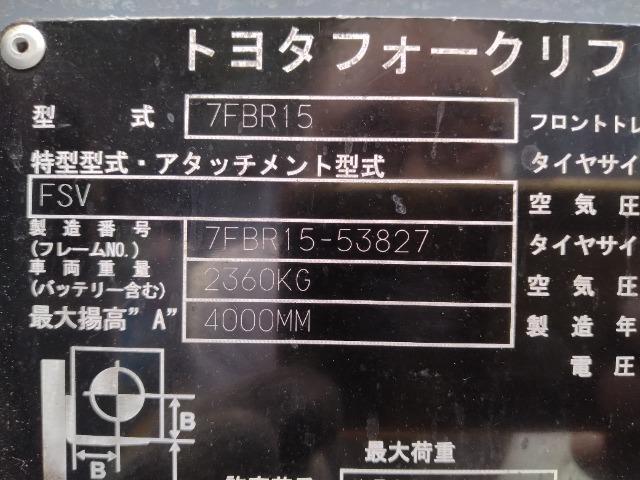 トヨタフォークリフ
型 式 7FBR15 フロントトレ
特型型式・アタッチメント型式 タイヤサイ
FSV 空気圧
製造番号 (フレームNO.) 7FBR15-53827 タイヤサイ
車両重量 (バッテリー含む) 2360KG 空気圧
最大揚高"A" 4000MM 製造年
電圧
B
B
最大荷重